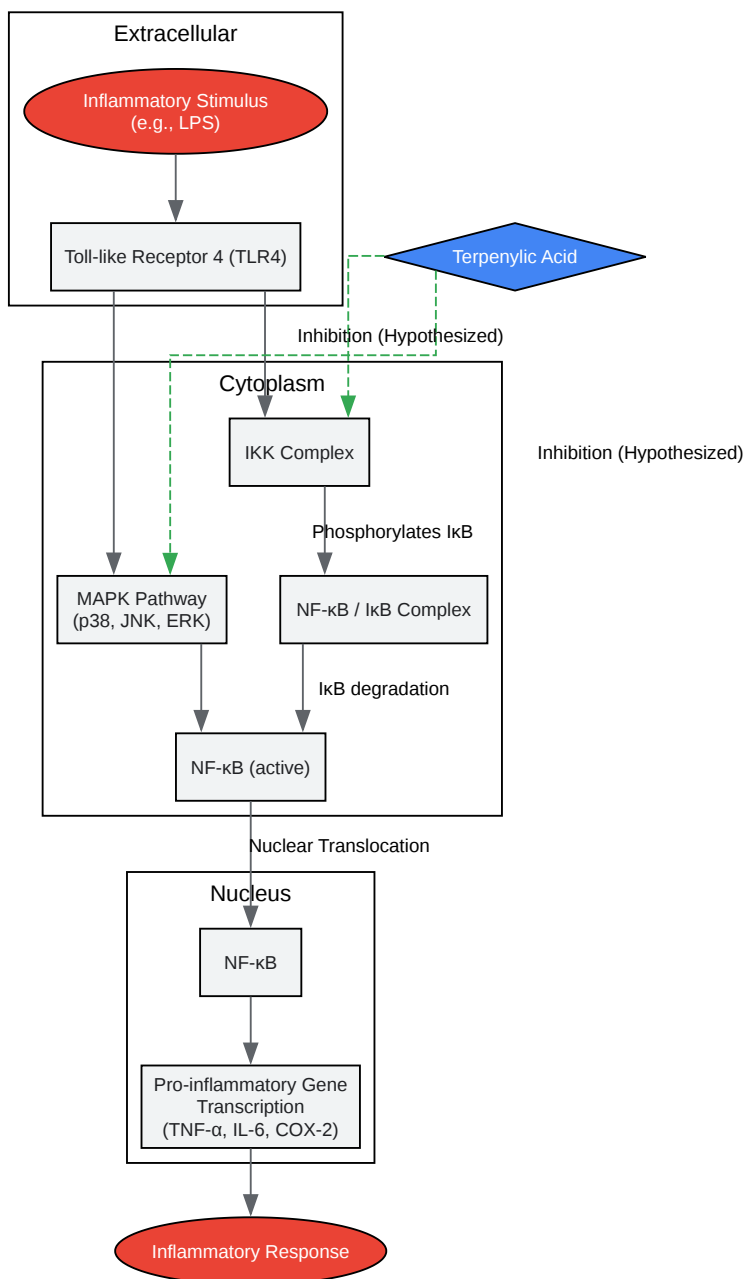 Extracellular
Inflammatory Stimulus
(e.g., LPS)
Toll-like Receptor 4 (TLR4)
Terpenylic Acid
Inhibition (Hypothesized)
Cytoplasm
IKK Complex
Inhibition (Hypothesized)
Phosphorylates IκB
MAPK Pathway
(p38, JNK, ERK)
NF-κB / IκB Complex
IκB degradation
NF-κB (active)
Nuclear Translocation
Nucleus
NF-κB
Pro-inflammatory Gene
Transcription
(TNF-α, IL-6, COX-2)
Inflammatory Response